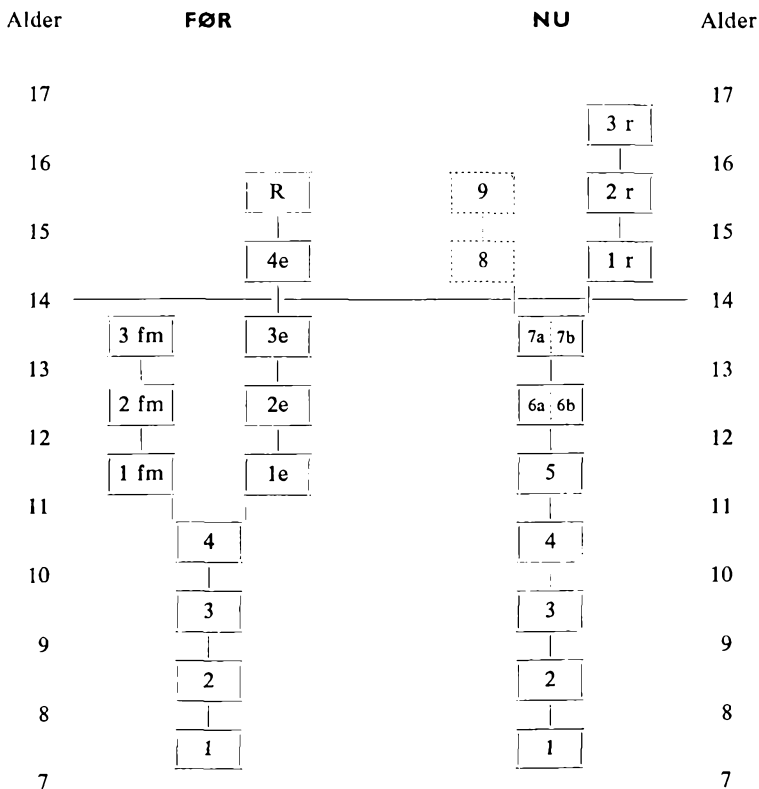 Alder FØR NU Alder
17 17
3 r
16 16
R 9 2 r
15 15
4e 8 1 r
14 14
3 fm 3e 7a 7b
13 13
2 fm 2e 6a 6b
12 12
1 fm 1e 5
11 11
4 4
10 10
3 3
9 9
2 2
8 8
1 1
7 7